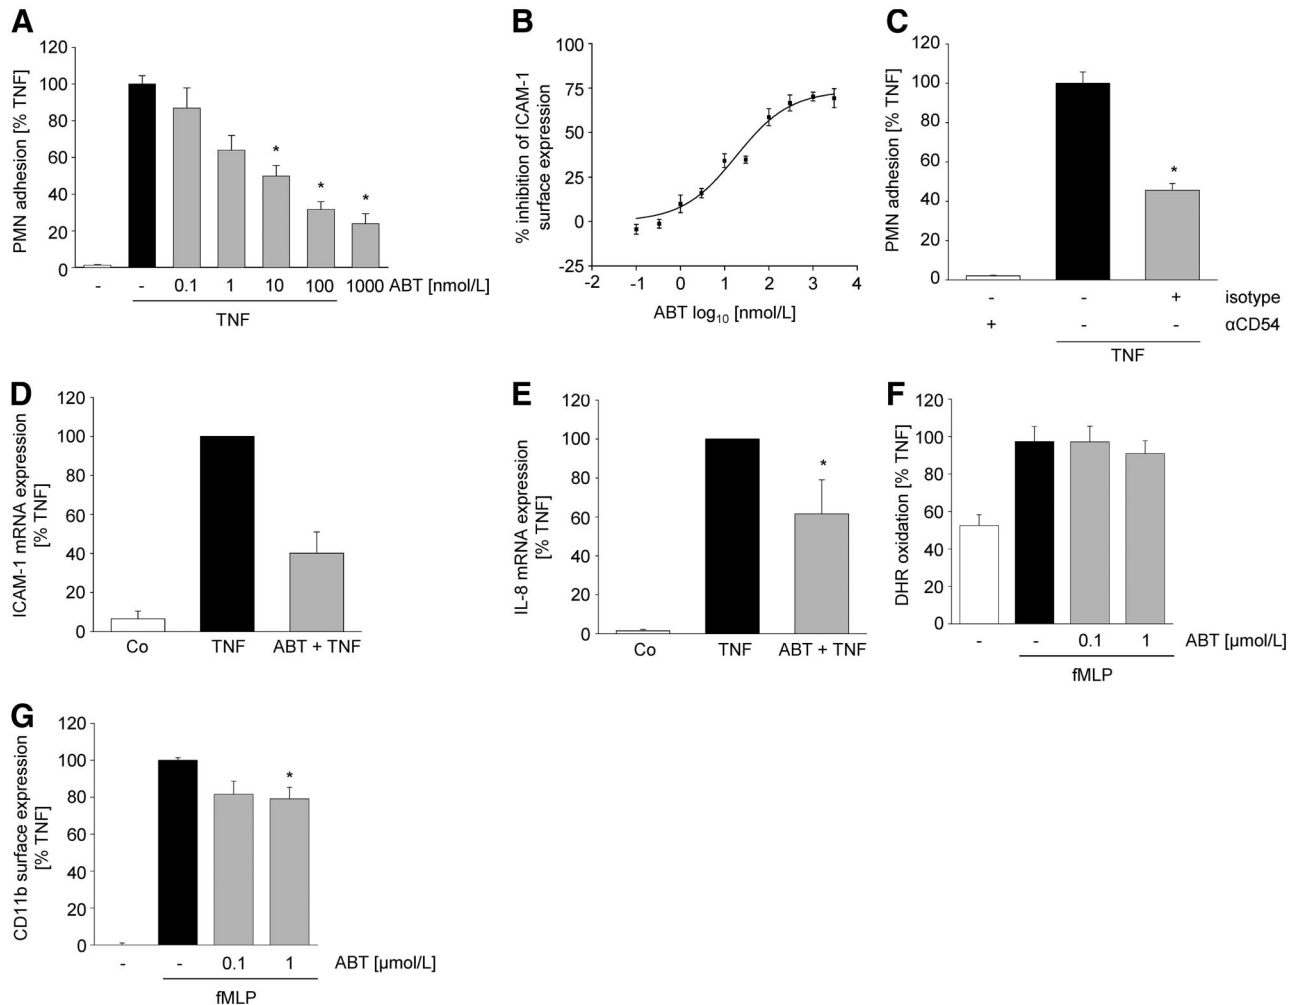 A
PMN adhesion [% TNF]
120
100
80
60
40
20
0
- - 0.1 1 10 100 1000 ABT [nmol/L]
* * *
TNF
B
% inhibition of ICAM-1
surface expression
100
75
50
25
0
-25
-2 -1 0 1 2 3 4
ABT log10 [nmol/L]
C
PMN adhesion [% TNF]
120
100
80
60
40
20
0
*
- - + isotype
+ - - αCD54
TNF
D
ICAM-1 mRNA expression
[% TNF]
120
100
80
60
40
20
0
Co TNF ABT + TNF
E
IL-8 mRNA expression
[% TNF]
120
100
80
60
40
20
0
*
Co TNF ABT + TNF
F
DHR oxidation [% TNF]
120
100
80
60
40
20
0
- - 0.1 1 ABT [µmol/L]
fMLP
G
CD11b surface expression
[% TNF]
120
100
80
60
40
20
0
*
- - 0.1 1 ABT [µmol/L]
fMLP